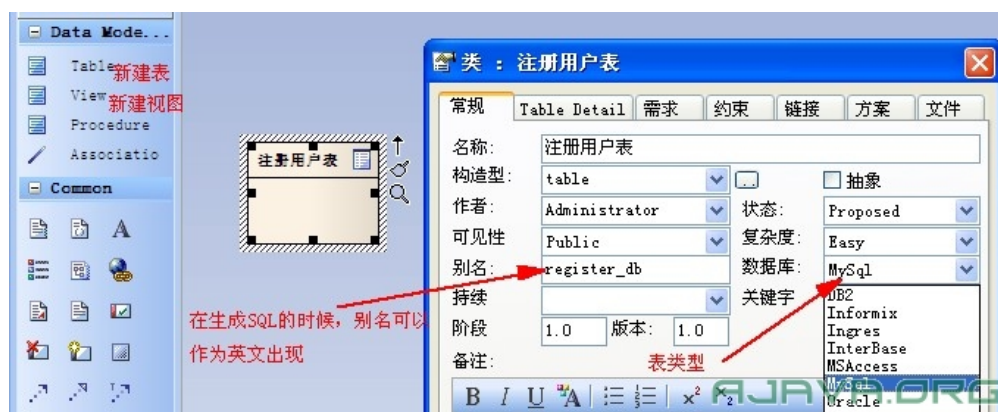 Data Mode...
Table
新建表
View
新建视图
Procedure
Associatio
Common
A
注册用户表
在生成SQL的时候，别名可以
作为英文出现
类 : 注册用户表
常规 Table Detail 需求 约束 链接 方案 文件
名称: 注册用户表
构造型: table .. 抽象
作者: Administrator 状态: Proposed
可见性 Public 复杂度: Easy
别名: register_db 数据库: MySql
持续 关键字
DB2
Informix
Ingres
InterBase
MSAccess
MySql
Oracle
阶段 1.0 版本: 1.0
备注: 表类型
B I U A x² x₂
AJAVA.ORG